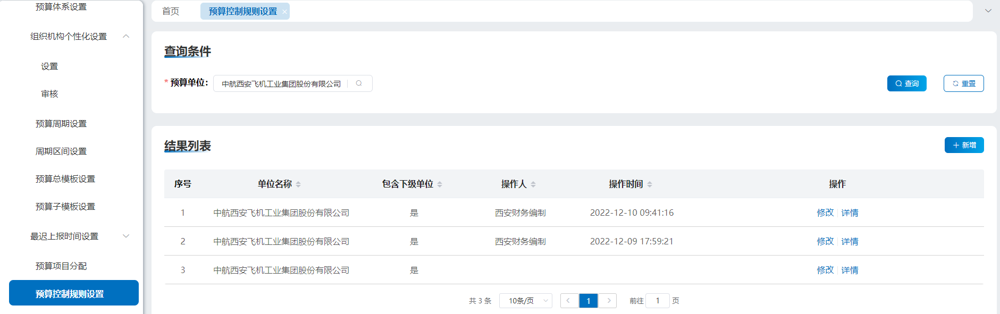 预算体系设置
组织机构个性化设置
设置
审核
预算周期设置
周期区间设置
预算总模板设置
预算子模板设置
最迟上报时间设置
预算项目分配
预算控制规则设置
首页 预算控制规则设置 ×
查询条件
* 预算单位: 中航西安飞机工业集团股份有限公司 查询 重置
结果列表 + 新增
序号 单位名称 包含下级单位 操作人 操作时间 操作
1 中航西安飞机工业集团股份有限公司 是 西安财务编制 2022-12-10 09:41:16 修改 详情
2 中航西安飞机工业集团股份有限公司 是 西安财务编制 2022-12-09 17:59:21 修改 详情
3 中航西安飞机工业集团股份有限公司 是 修改 详情
共 3 条 10条/页 1 前往 1 页